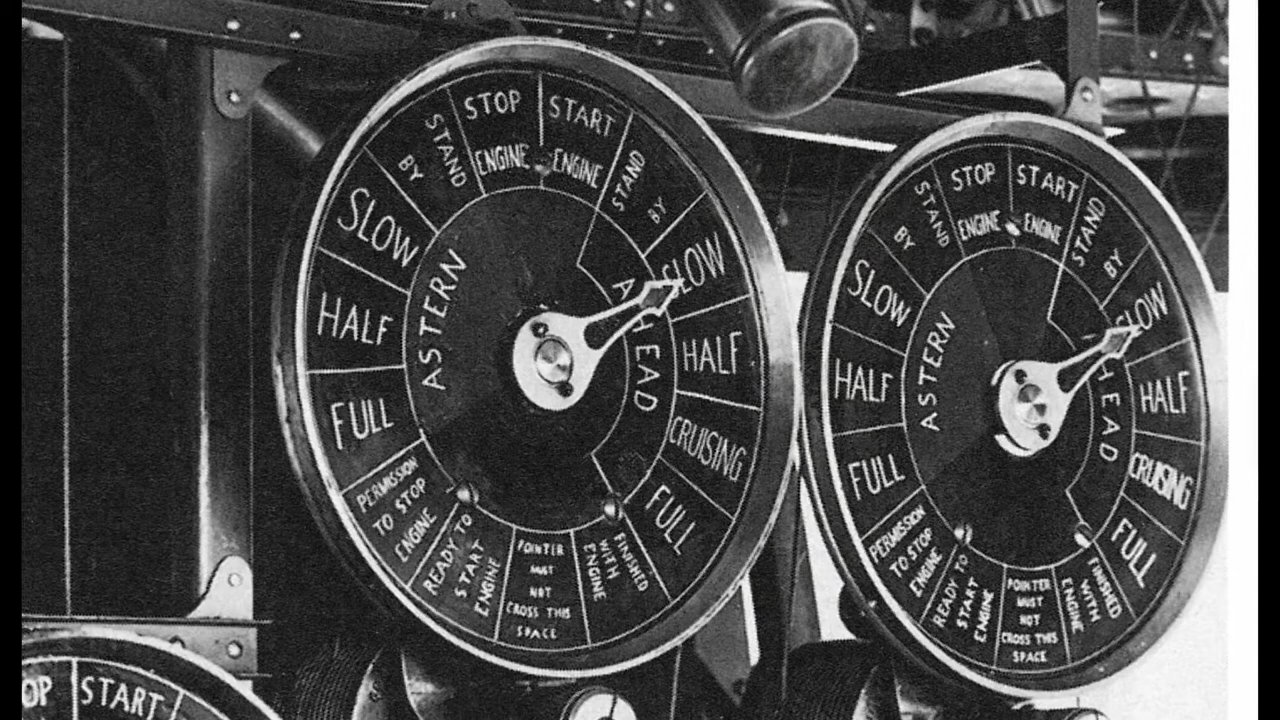 STOP
ENGINE
START
ENGINE
STAND
BY
SLOW
HALF
CRUISING
FULL
FINISHED
WITH
ENGINE
POINTER
MUST
NOT
CROSS THIS
SPACE
READY TO
START
ENGINE
PERMISSION
TO STOP
ENGINE
FULL
HALF
SLOW
STAND
BY
ASTERN
AHEAD
STOP
ENGINE
START
ENGINE
STAND
BY
SLOW
HALF
CRUISING
FULL
FINISHED
WITH
ENGINE
POINTER
MUST
NOT
CROSS THIS
SPACE
READY TO
START
ENGINE
PERMISSION
TO STOP
ENGINE
FULL
HALF
SLOW
STAND
BY
ASTERN
AHEAD
OP
START